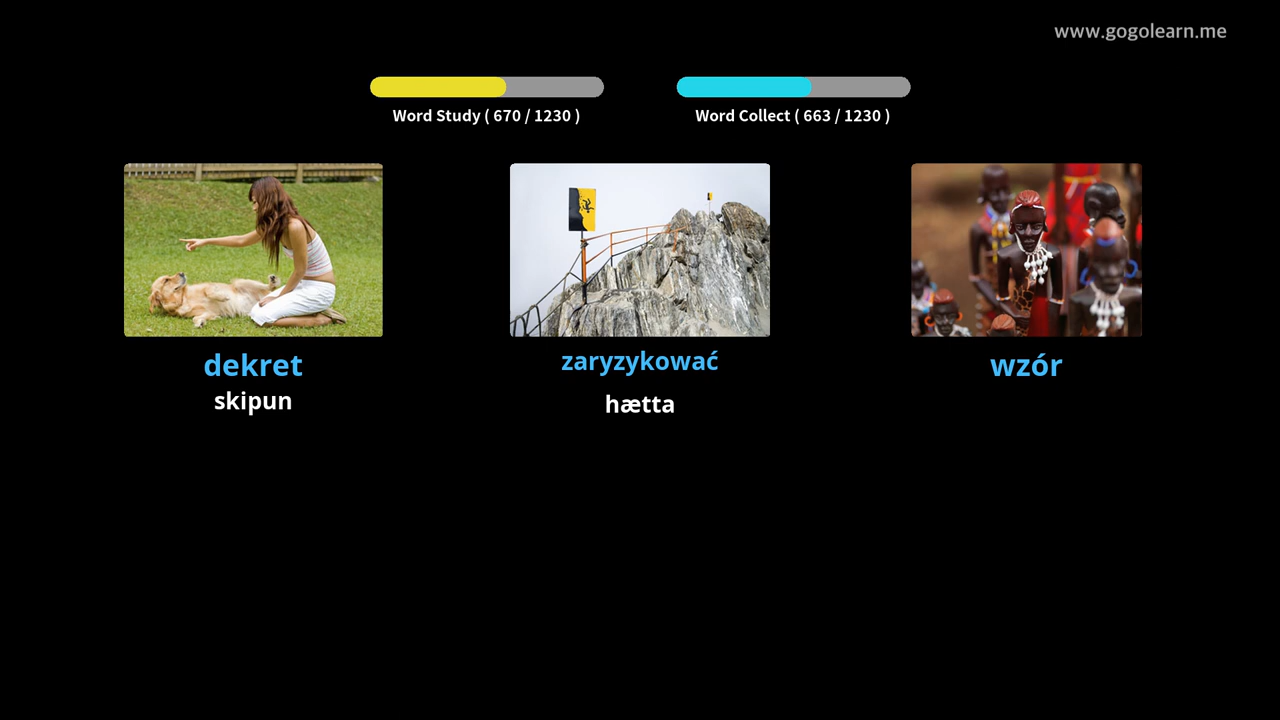 www.gogolearn.me
Word Study ( 670 / 1230 )
Word Collect ( 663 / 1230 )
dekret
skipun
zaryzykować
hætta
wzór